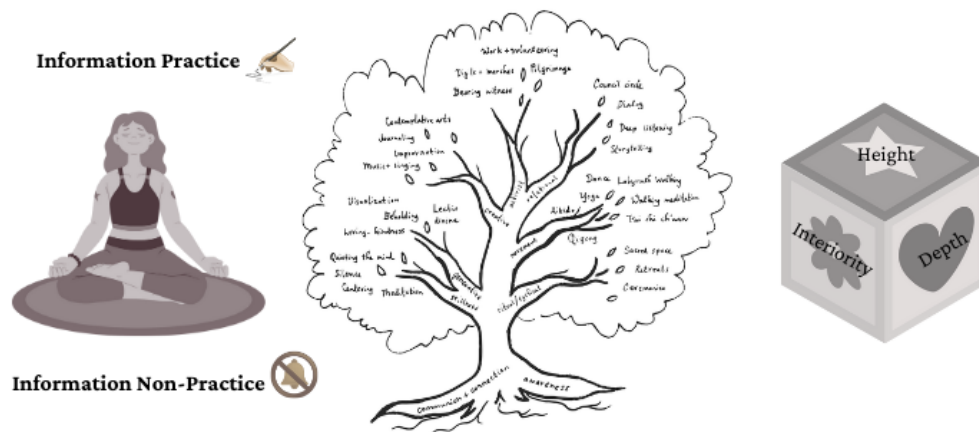 Information Practice
Information Non-Practice
Work + volunteering
Vigils + marches
Pilgrimage
Bearing witness
Council circle
Dialog
Deep listening
Storytelling
Contemplative arts
Journaling
Improvisation
Music + singing
Visualization
Beholding
Lectio
divina
Loving-kindness
Quieting the mind
Silence
Centering
Meditation
Dance
Labyrinth Walking
Yoga
Walking meditation
Aikido
Tai chi ch'uan
Qigong
Sacred space
Retreats
Ceremonies
creative
activist
relational
movement
generative
stillness
ritual/cyclical
communion + connection
awareness
Height
Interiority
Depth